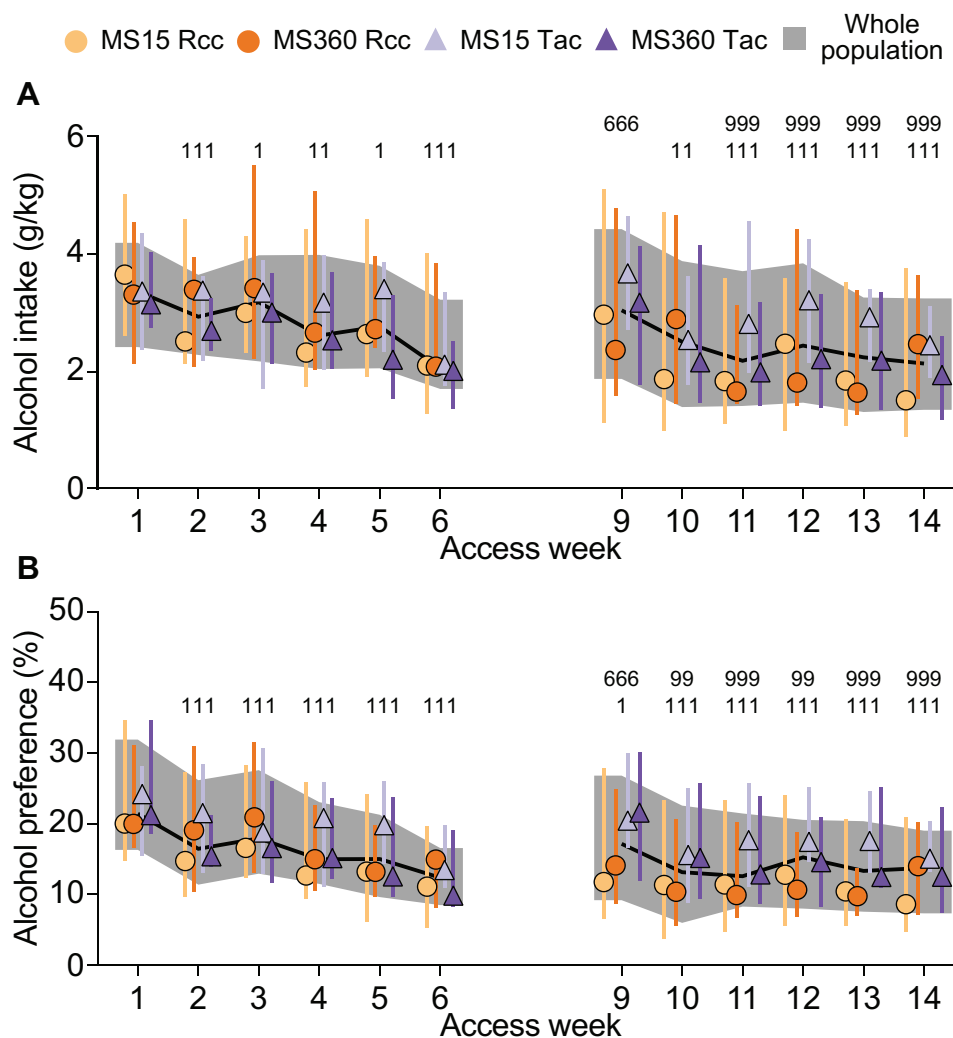 MS15 Rcc MS360 Rcc MS15 Tac MS360 Tac Whole population
A
Alcohol intake (g/kg)
6
4
2
0
666 999 999 999 999
111 1 11 1 111 11 111 111 111 111
1 2 3 4 5 6 9 10 11 12 13 14
Access week
B
Alcohol preference (%)
50
40
30
20
10
0
666 99 999 99 999 999
111 111 111 111 111 1 111 111 111 111 111
1 2 3 4 5 6 9 10 11 12 13 14
Access week